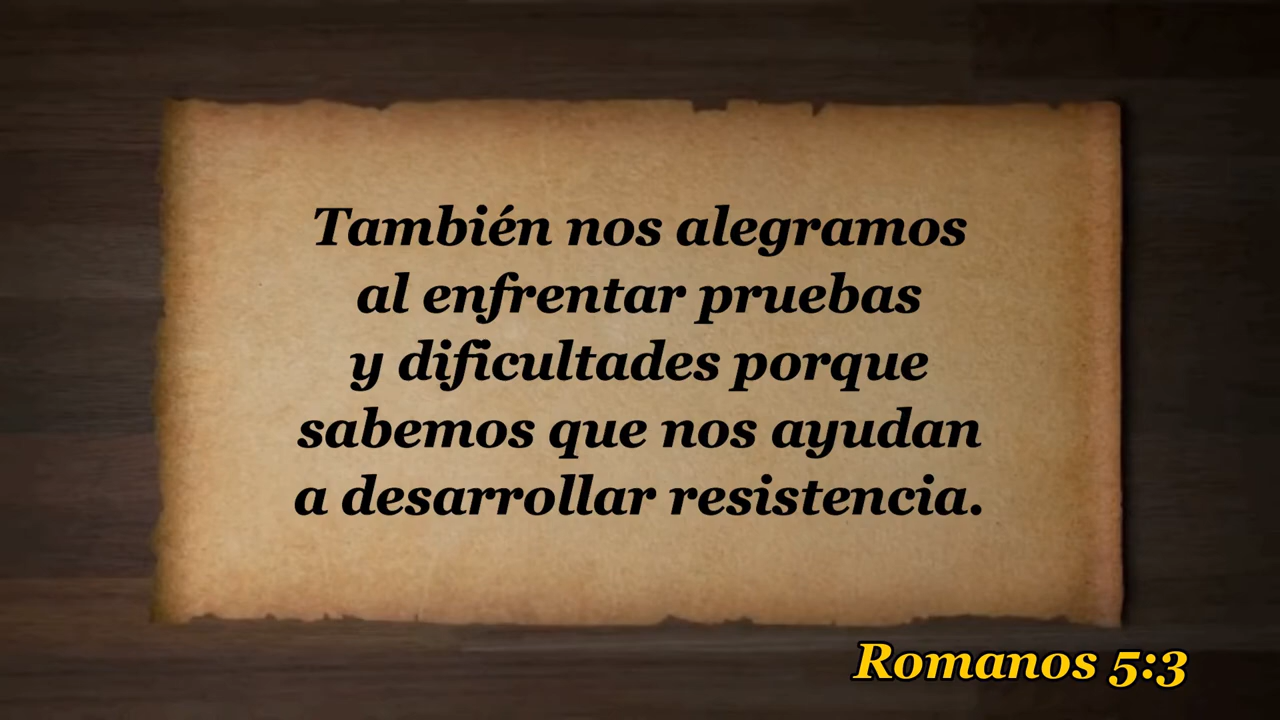 También nos alegramos
al enfrentar pruebas
y dificultades porque
sabemos que nos ayudan
a desarrollar resistencia.
Romanos 5:3